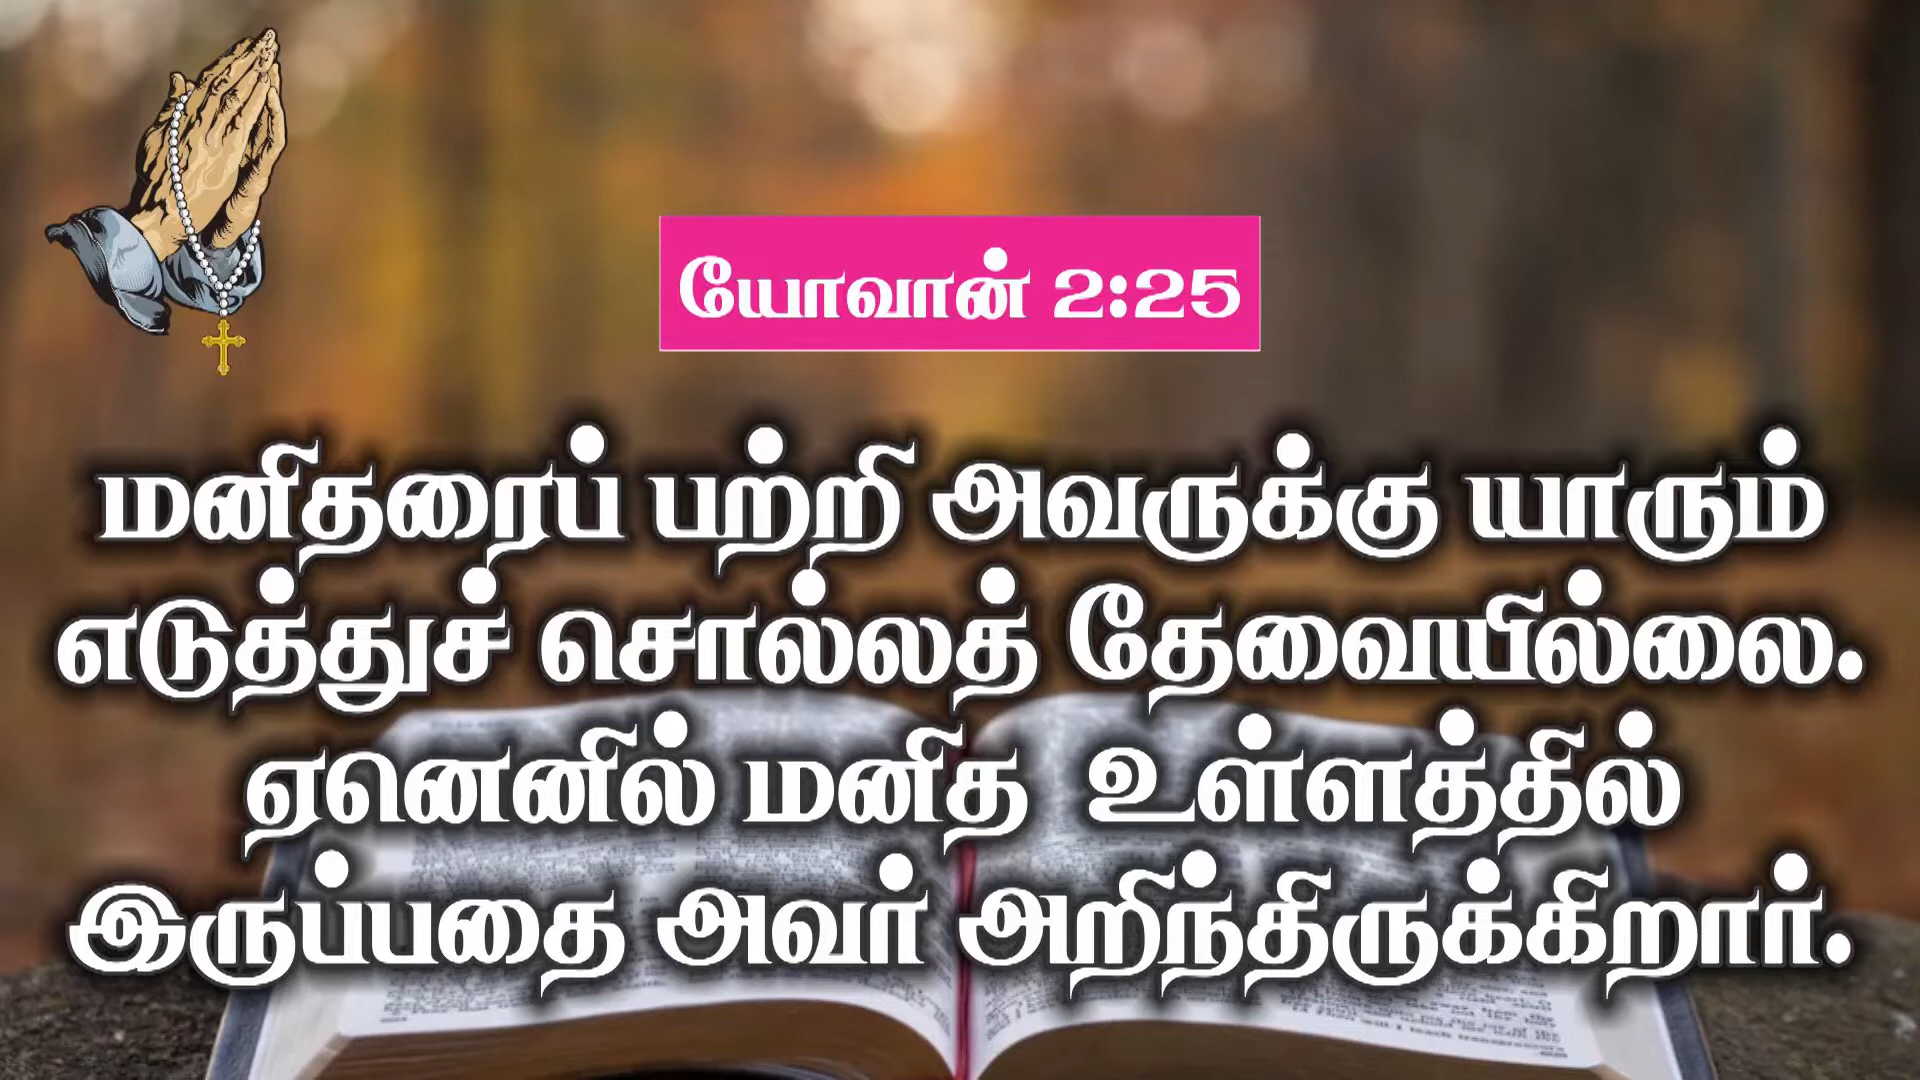 யோவான் 2:25
மனிதரைப் பற்றி அவருக்கு யாரும்
எடுத்துச் சொல்லத் தேவையில்லை.
ஏனெனில் மனித உள்ளத்தில்
இருப்பதை அவர் அறிந்திருக்கிறார்.